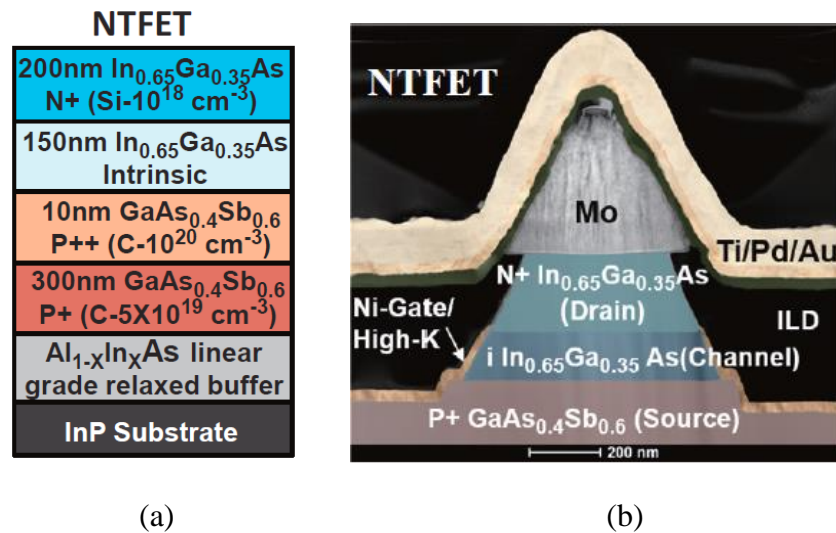 NTFET
200nm In0.65Ga0.35As
N+ (Si-10^18 cm^-3)
150nm In0.65Ga0.35As
Intrinsic
10nm GaAs0.4Sb0.6
P++ (C-10^20 cm^-3)
300nm GaAs0.4Sb0.6
P+ (C-5X10^19 cm^-3)
Al1-XInXAs linear
grade relaxed buffer
InP Substrate
(a)
NTFET
Mo
Ti/Pd/Au
N+ In0.65Ga0.35As
(Drain)
Ni-Gate/
High-K
ILD
i In0.65Ga0.35 As(Channel)
P+ GaAs0.4Sb0.6 (Source)
200 nm
(b)